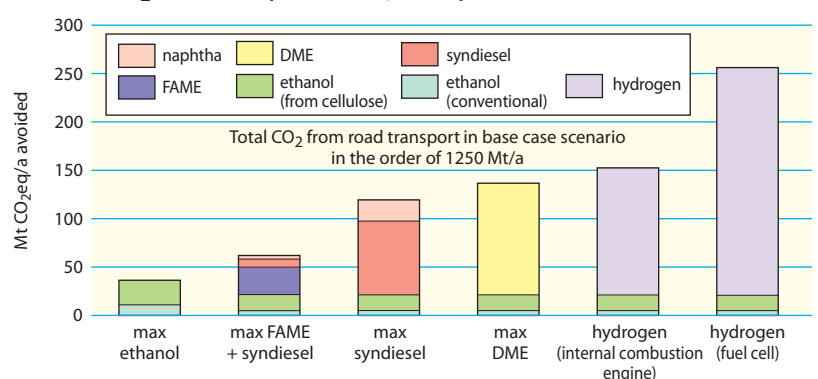 300
250
200
150
100
50
0
Mt CO₂eq/a avoided
naphtha
DME
syndiesel
FAME
ethanol
(from cellulose)
ethanol
(conventional)
hydrogen
Total CO₂ from road transport in base case scenario
in the order of 1250 Mt/a
max
ethanol
max FAME
+ syndiesel
max
syndiesel
max
DME
hydrogen
(internal combustion
engine)
hydrogen
(fuel cell)